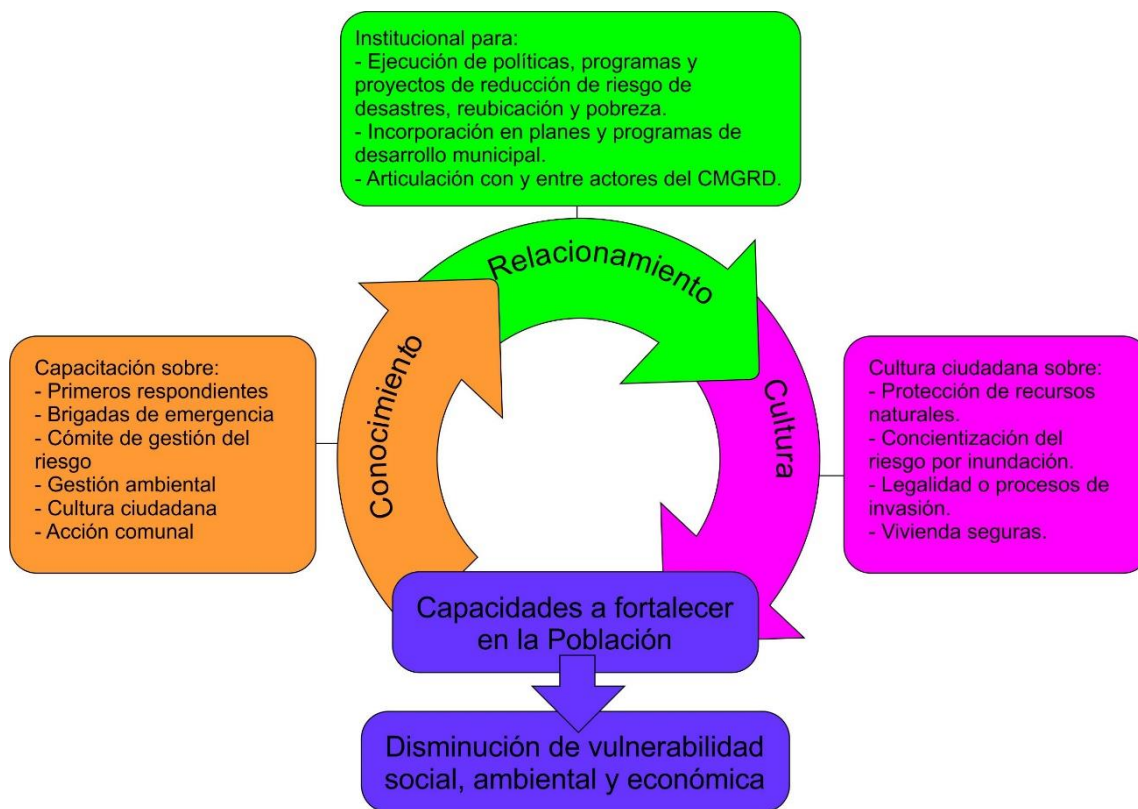 Institucional para:
- Ejecución de políticas, programas y
proyectos de reducción de riesgo de
desastres, reubicación y pobreza.
- Incorporación en planes y programas de
desarrollo municipal.
- Articulación con y entre actores del CMGRD.
Relacionamiento
Conocimiento
Cultura
Capacitación sobre:
- Primeros respondientes
- Brigadas de emergencia
- Cómite de gestión del
riesgo
- Gestión ambiental
- Cultura ciudadana
- Acción comunal
Cultura ciudadana sobre:
- Protección de recursos
naturales.
- Concientización del
riesgo por inundación.
- Legalidad o procesos de
invasión.
- Vivienda seguras.
Capacidades a fortalecer
en la Población
Disminución de vulnerabilidad
social, ambiental y económica